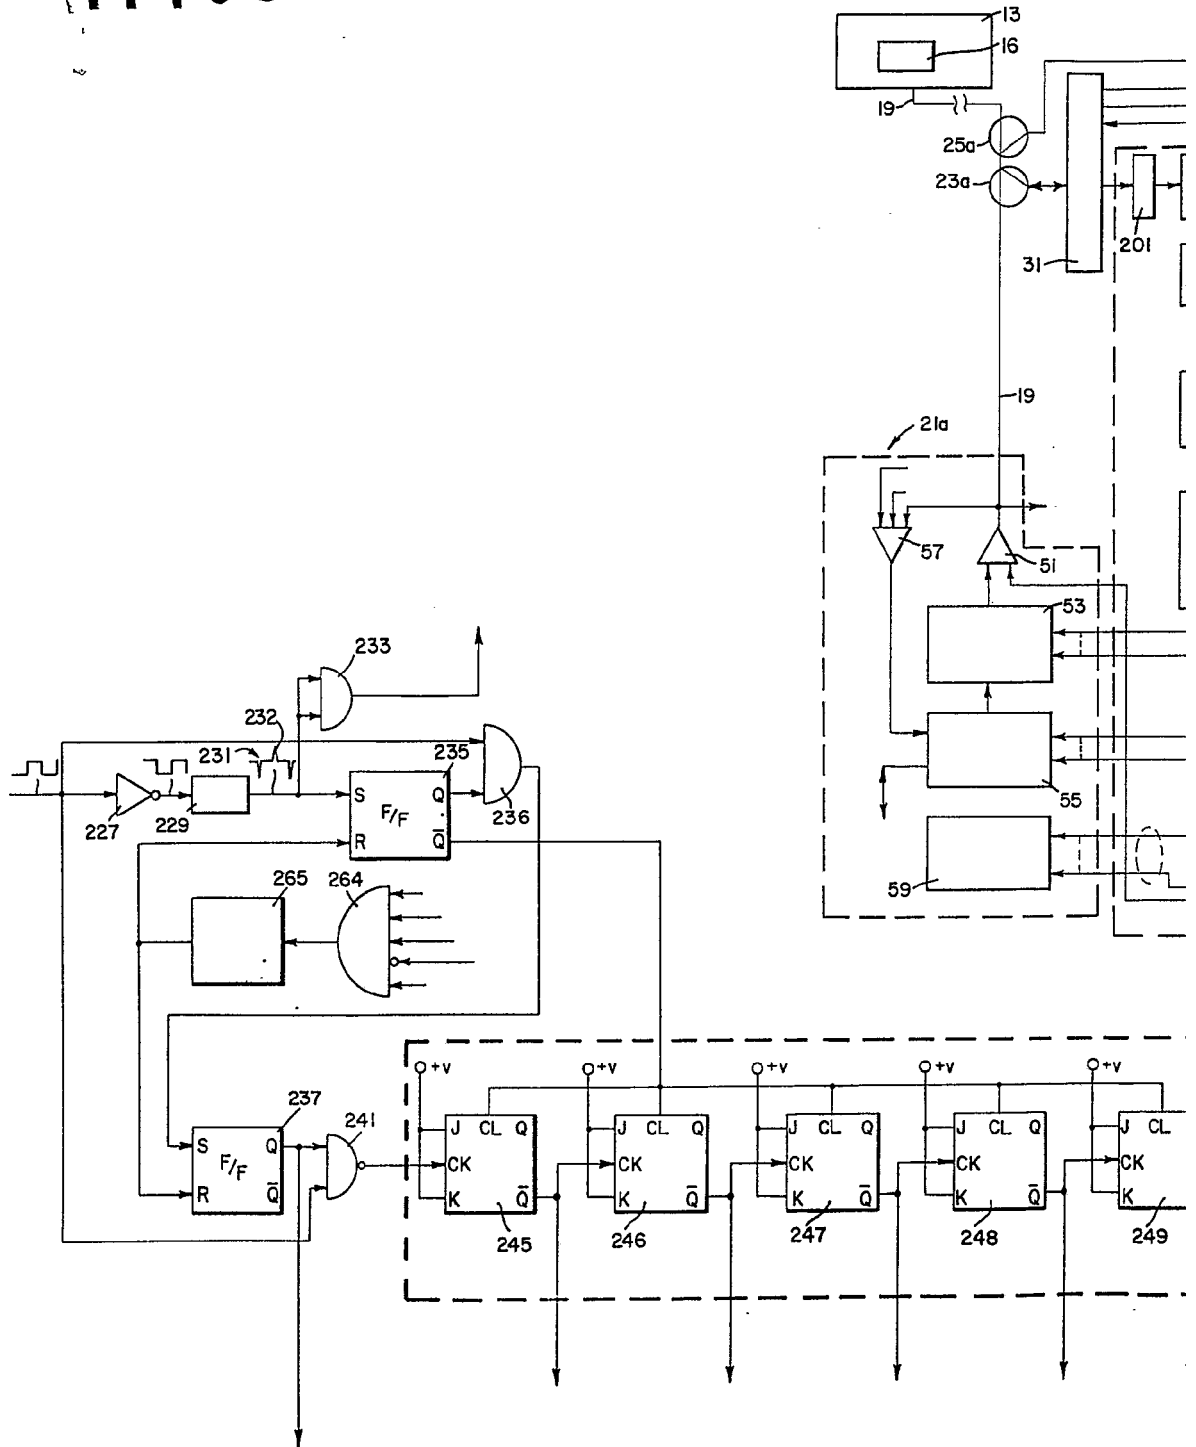 13
16
19
25a
23a
201
31
19
21a
57
51
53
233
232
231
235
S Q
F/F
R Q̅
227
229
236
55
265
264
59
+V +V +V +V +V
237
241
S Q
F/F
R Q̅
J CL Q
CK
K Q̅
245
J CL Q
CK
K Q̅
246
J CL Q
CK
K Q̅
247
J CL Q
CK
K Q̅
248
J CL
CK
K
249